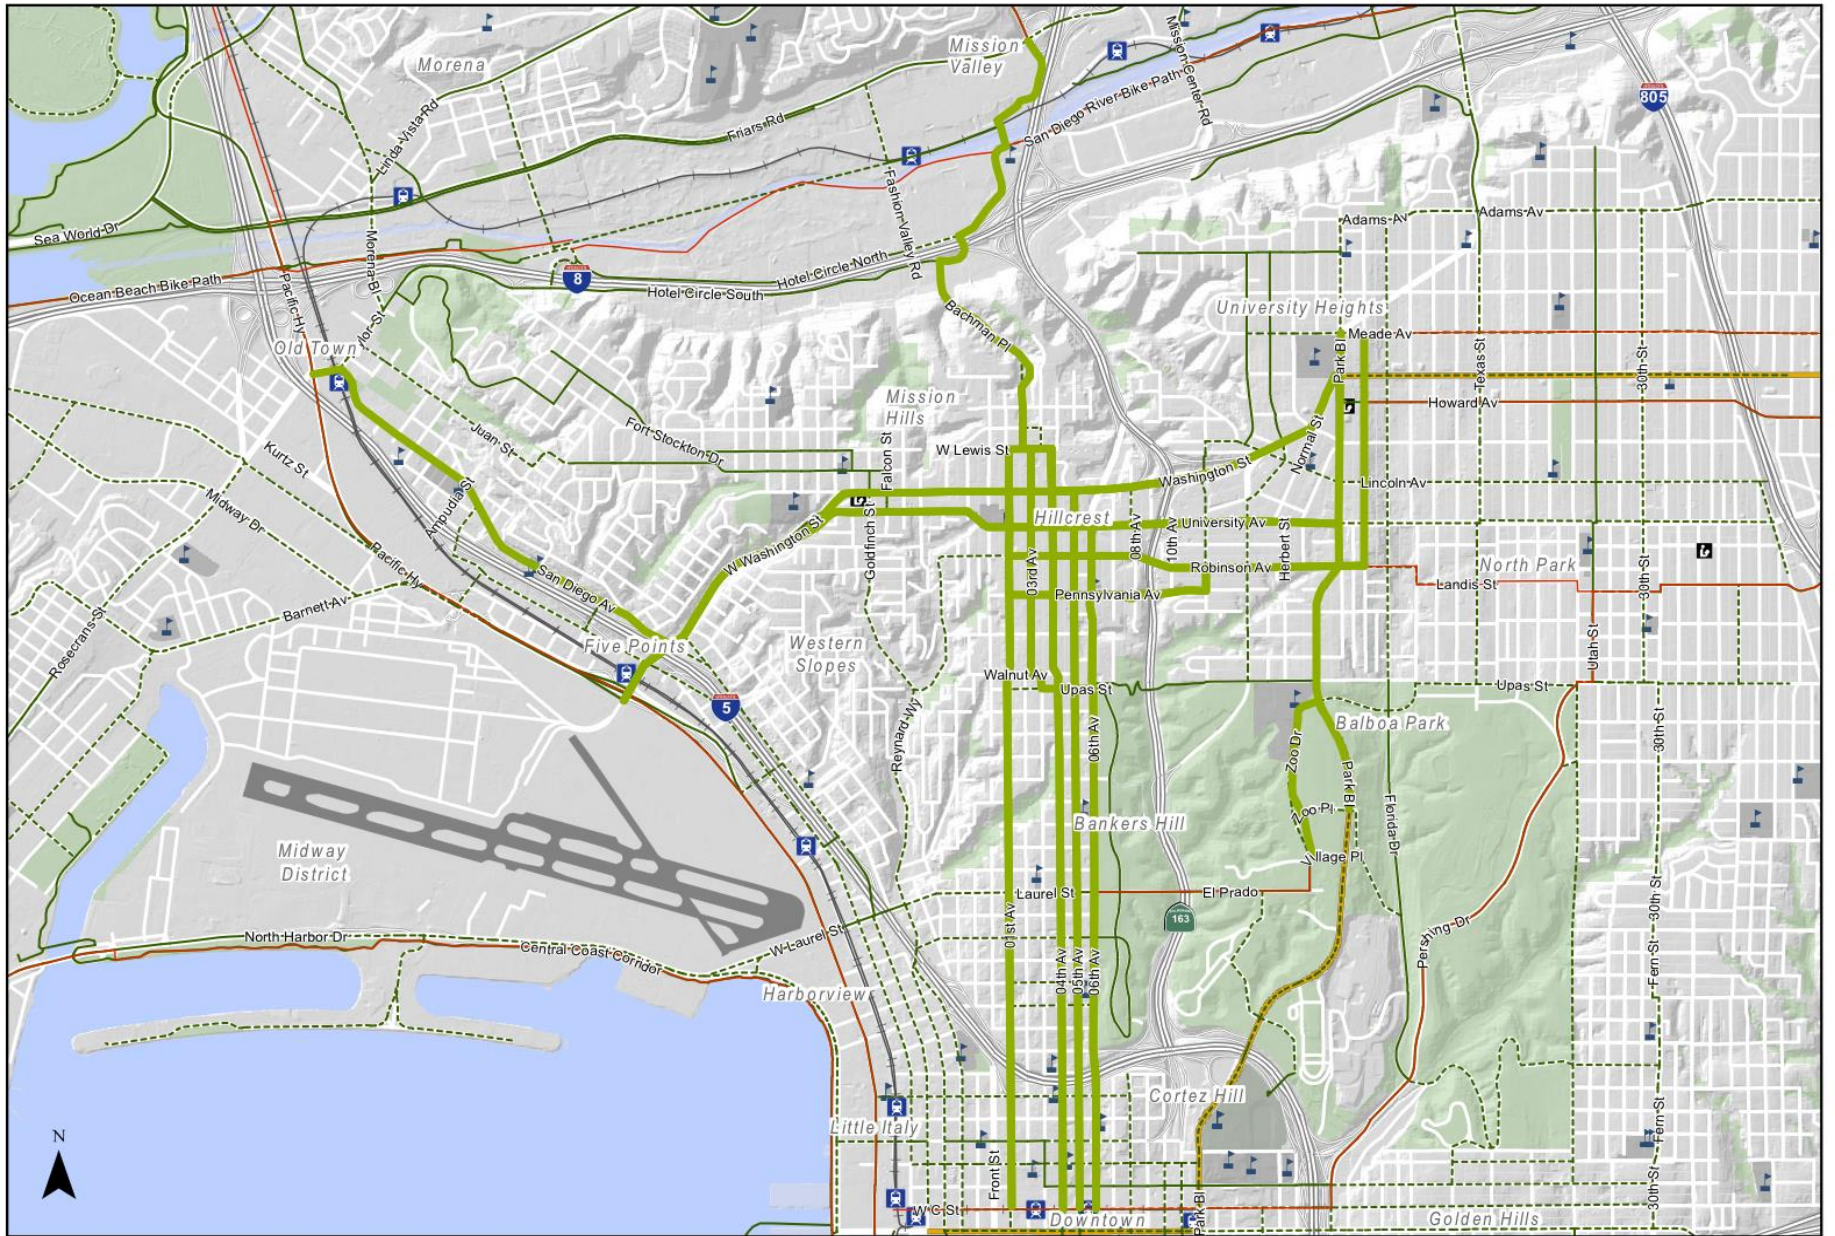 Mission
Valley
Morena
Mission Center Rd
805
Linda Vista Rd
Friars Rd
San Diego River Bike Path
Fashion Valley Rd
Sea World Dr
Morena Bl
Adams Av
Adams Av
Ocean Beach Bike Path
Pacific Hy
8
Hotel Circle North
Hotel Circle South
Bachman Pl
University Heights
Meade Av
Old Town
Park Bl
Texas St
30th St
Mission
Hills
Howard Av
Juan St
Fort Stockton Dr
Falcon St
W Lewis St
Normal St
Kurtz St
Washington St
Lincoln Av
Midway Dr
Ampudia St
Goldfinch St
Hillcrest
08th Av
10th Av
University Av
Herbert St
W Washington St
Pacific Hy
03rd Av
Robinson Av
North Park
Landis St
30th St
San Diego Av
Pennsylvania Av
Barnett Av
Rosecrans St
Five Points
Western
Slopes
Utah St
Walnut Av
Upas St
Upas St
5
Reynard Wy
06th Av
Balboa Park
Zoo Dr
Park Bl
30th St
Zoo Pl
Florida Dr
Bankers Hill
Midway
District
Village Pl
Laurel St
El Prado
30th St
163
01st Av
Pershing Dr
W Laurel St
North Harbor Dr
Central Coast Corridor
04th Av
05th Av
06th Av
Fern St
Harborview
Cortez Hill
Little Italy
Fern St
N
Front St
30th St
W C St
Downtown
Park Bl
Golden Hills